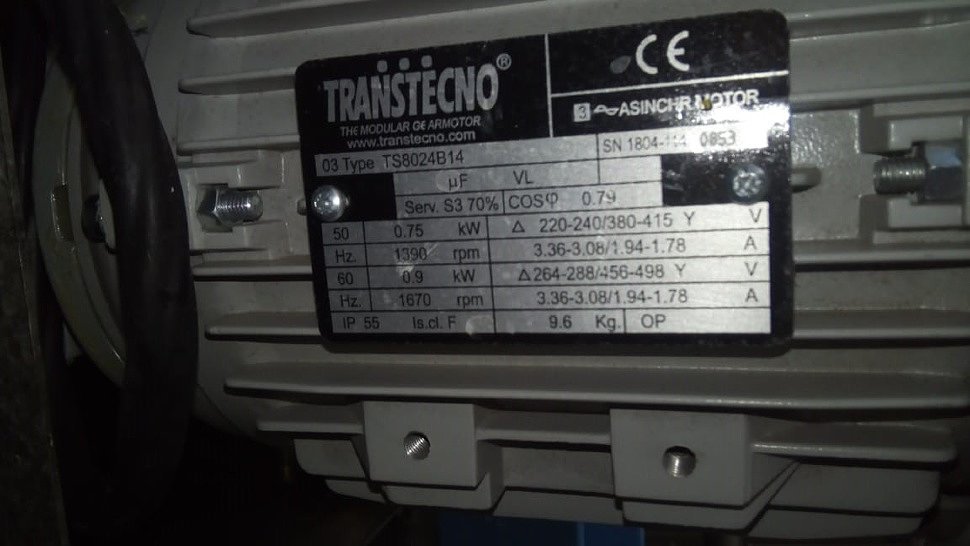 TRANSTECNO®
THE MODULAR GEARMOTOR
www.transtecno.com
CE
3 ASINCHR.MOTOR
03 Type TS8024B14
SN 1804- 0053
µF VL
Serv. S3 70% COSφ 0.79
50 0.75 kW Δ 220-240/380-415 Y V
Hz. 1390 rpm 3.36-3.08/1.94-1.78 A
60 0.9 kW Δ 264-288/456-498 Y V
Hz. 1670 rpm 3.36-3.08/1.94-1.78 A
IP 55 Is.cl. F 9.6 Kg. OP